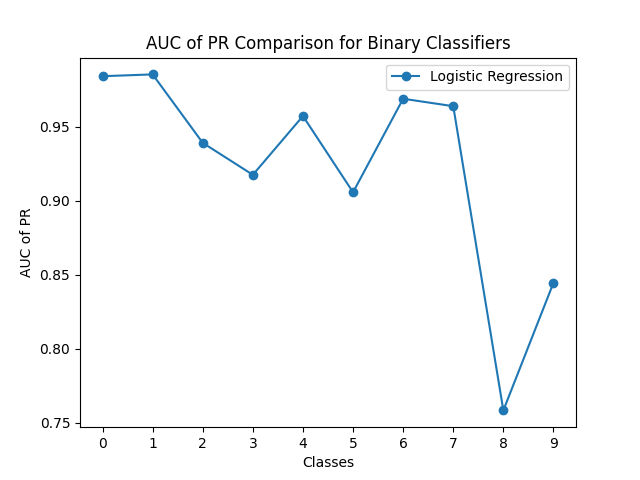 AUC of PR Comparison for Binary Classifiers
Logistic Regression
0.95
0.90
0.85
0.80
0.75
AUC of PR
0 1 2 3 4 5 6 7 8 9
Classes